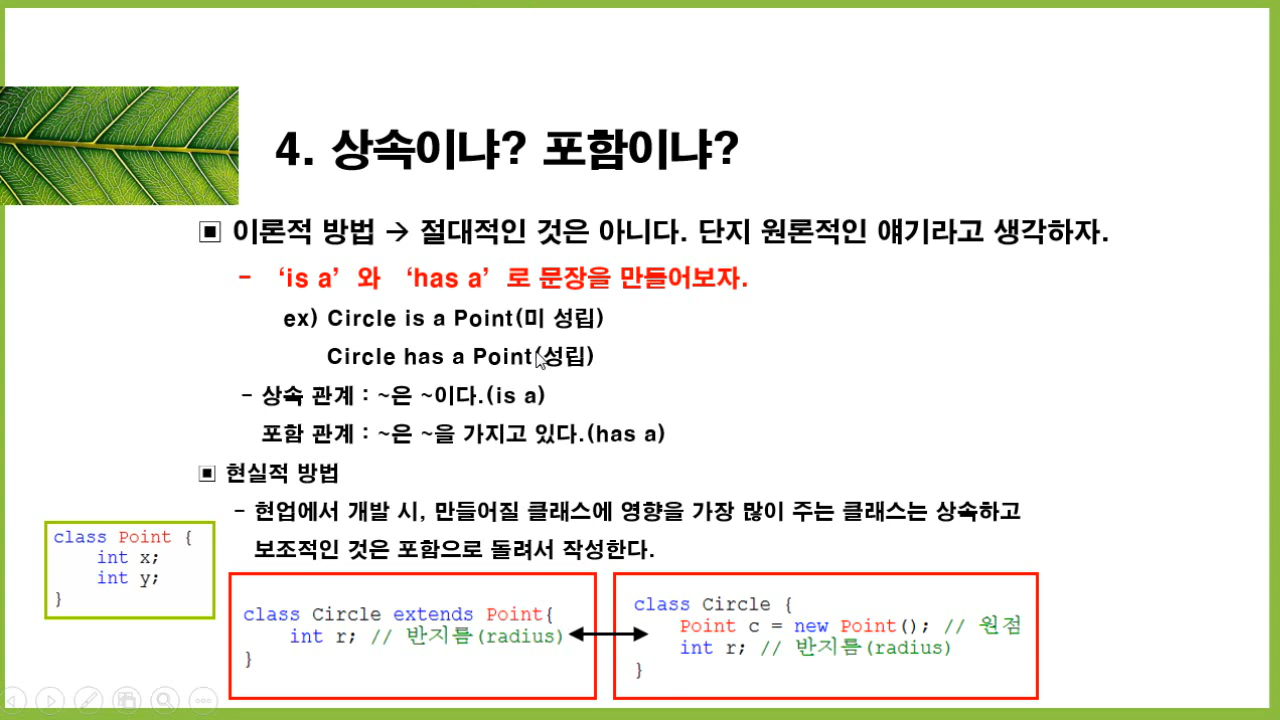 4. 상속이냐? 포함이냐?
▣ 이론적 방법 → 절대적인 것은 아니다. 단지 원론적인 얘기라고 생각하자.
- ‘is a’와 ‘has a’로 문장을 만들어보자.
ex) Circle is a Point(미 성립)
Circle has a Point(성립)
- 상속 관계 : ~은 ~이다.(is a)
포함 관계 : ~은 ~을 가지고 있다.(has a)
▣ 현실적 방법
- 현업에서 개발 시, 만들어질 클래스에 영향을 가장 많이 주는 클래스는 상속하고
보조적인 것은 포함으로 돌려서 작성한다.
class Point {
int x;
int y;
}
class Circle extends Point{
int r; // 반지름(radius)
}
class Circle {
Point c = new Point(); // 원점
int r; // 반지름(radius)
}